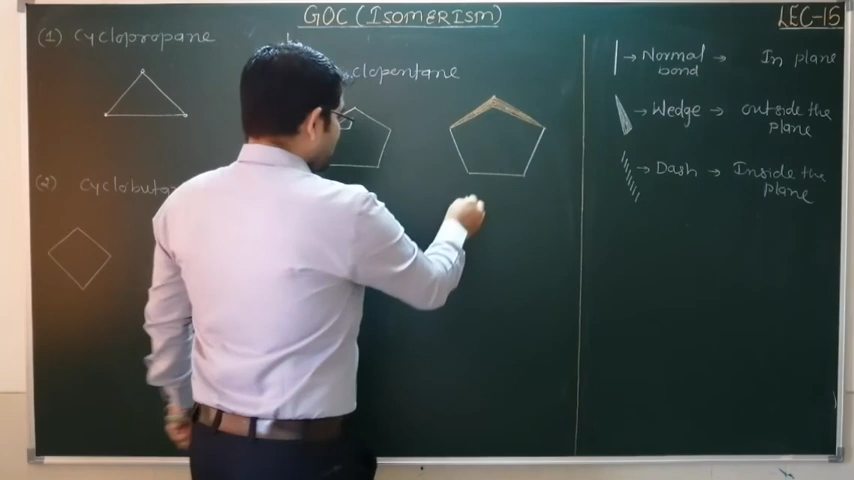 GOC (ISOMERISM)
LEC-15
(1) Cyclopropane
clopentane
(2) Cyclobuta
| → Normal bond → In plane
→ Wedge → outside the plane
→ Dash → Inside the plane